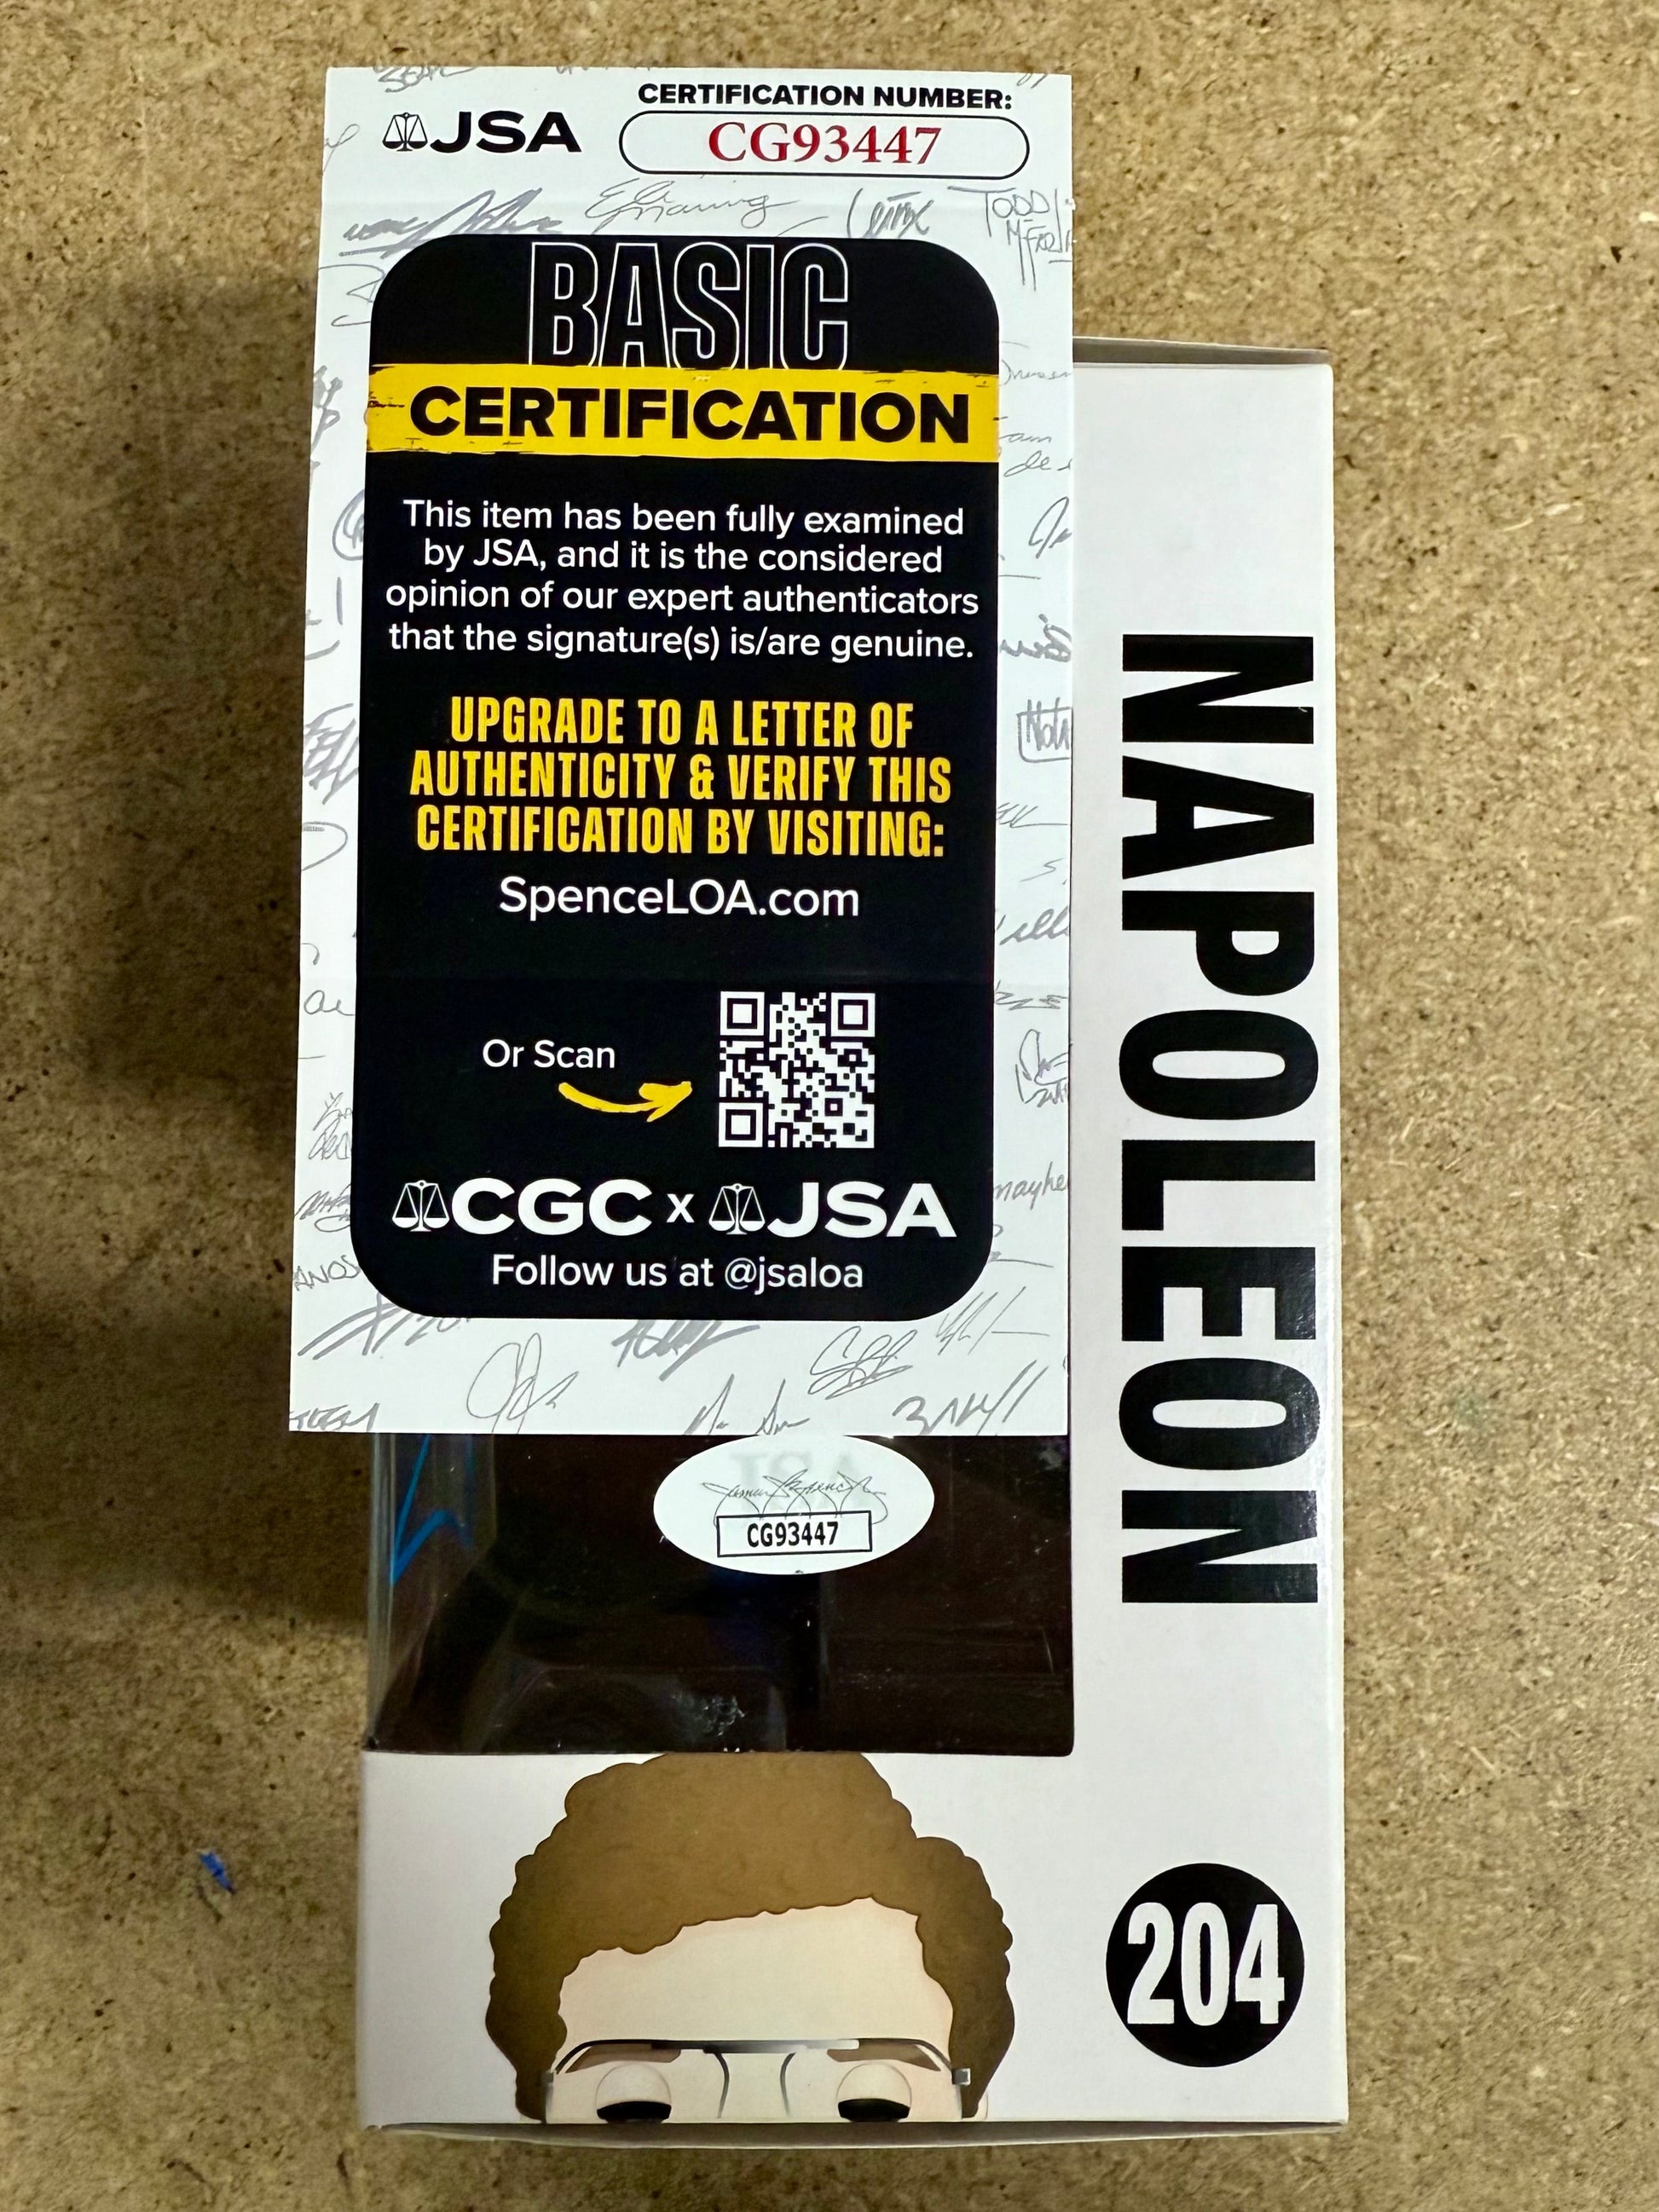 JSA
CERTIFICATION NUMBER:
CG93447
BASIC
CERTIFICATION
This item has been fully examined
by JSA, and it is the considered
opinion of our expert authenticators
that the signature(s) is/are genuine.
UPGRADE TO A LETTER OF
AUTHENTICITY & VERIFY THIS
CERTIFICATION BY VISITING:
SpenceLOA.com
Or Scan
CGC x JSA
Follow us at @jsaloa
CG93447
NAPOLEON
204